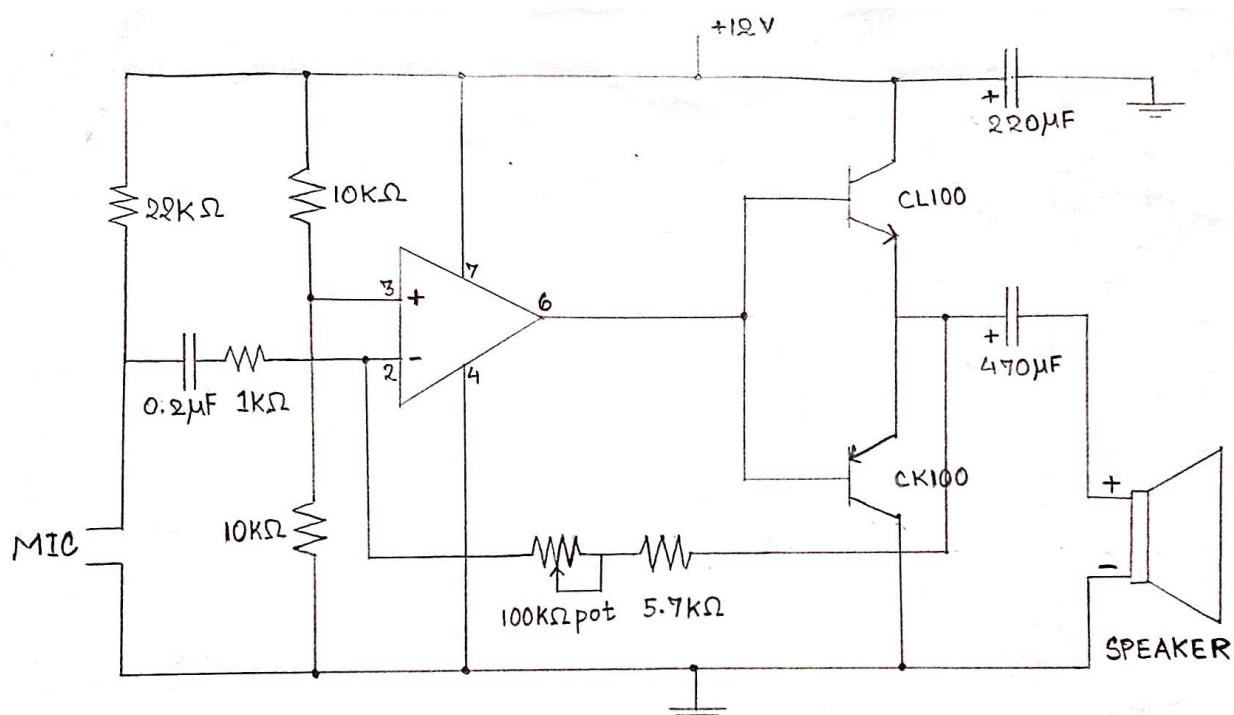 +12V
+
220μF
22KΩ
10KΩ
CL100
3
+
7
6
2
-
4
0.2μF
1KΩ
+
470μF
CK100
MIC
10KΩ
100KΩ pot
5.7KΩ
+
-
SPEAKER